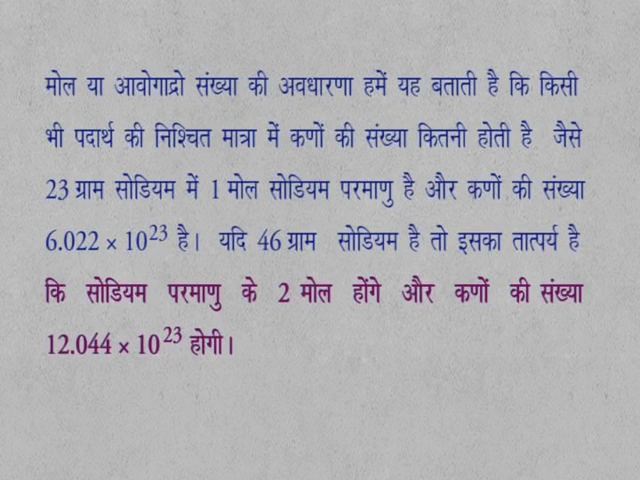 मोल या आवोगाद्रो संख्या की अवधारणा हमें यह बताती है कि किसी
भी पदार्थ की निश्चित मात्रा में कणों की संख्या कितनी होती है जैसे
23 ग्राम सोडियम में 1 मोल सोडियम परमाणु है और कणों की संख्या
6.022 × 10²³ है। यदि 46 ग्राम सोडियम है तो इसका तात्पर्य है
कि सोडियम परमाणु के 2 मोल होंगे और कणों की संख्या
12.044 × 10²³ होगी।